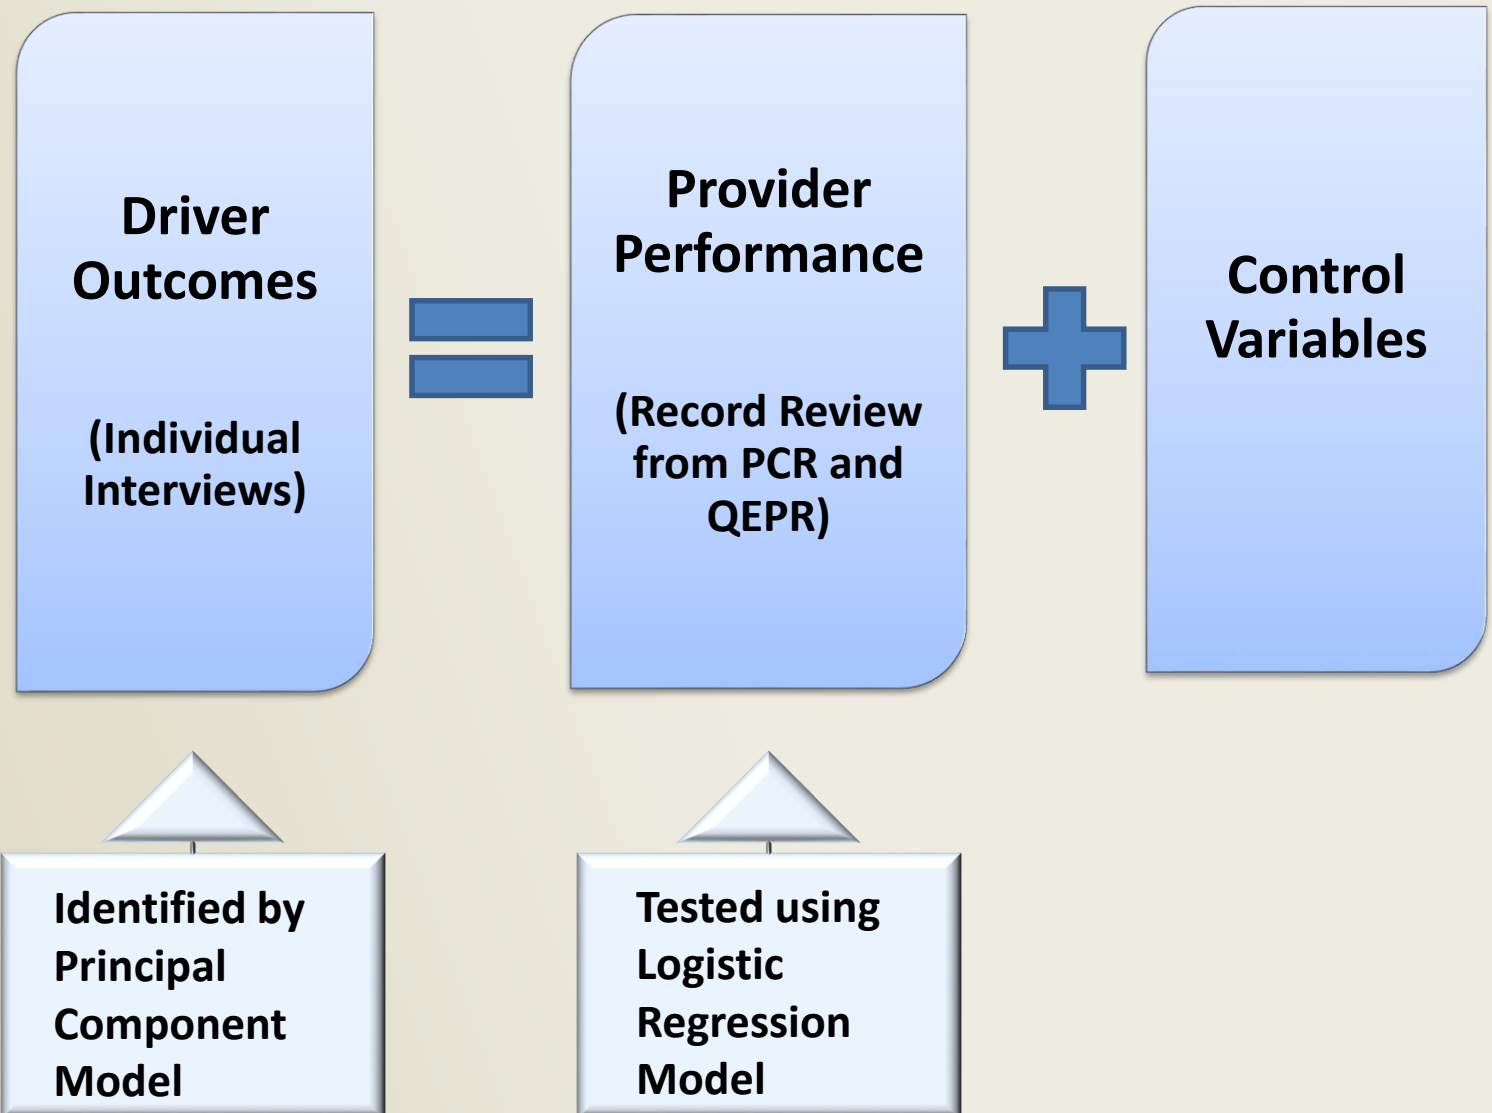 Driver
Outcomes
(Individual
Interviews)
Provider
Performance
(Record Review
from PCR and
QEPR)
Control
Variables
Identified by
Principal
Component
Model
Tested using
Logistic
Regression
Model